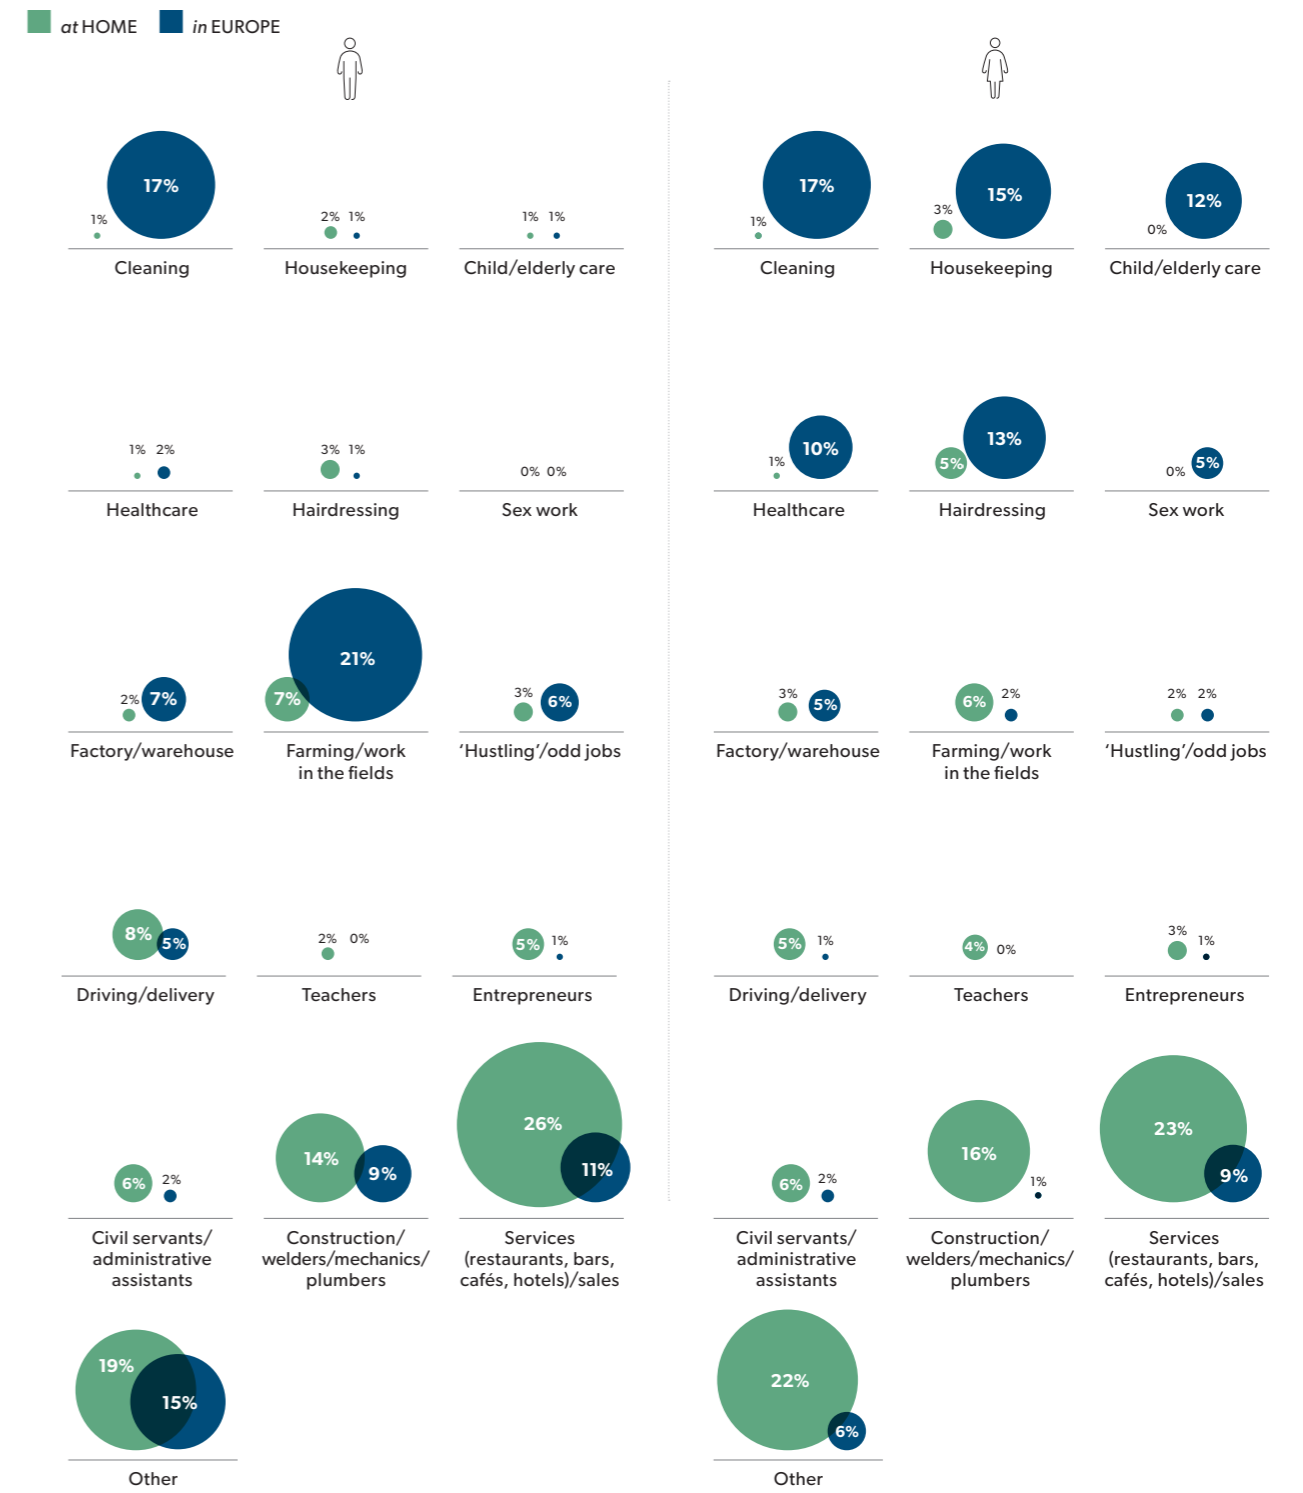 at HOME in EUROPE
17%
1%
Cleaning
2% 1%
Housekeeping
1% 1%
Child/elderly care
17%
1%
Cleaning
15%
3%
Housekeeping
12%
0%
Child/elderly care
1% 2%
Healthcare
3% 1%
Hairdressing
0% 0%
Sex work
10%
1%
Healthcare
13%
5%
Hairdressing
0% 5%
Sex work
2% 7%
Factory/warehouse
21%
7%
Farming/work
in the fields
3% 6%
‘Hustling’/odd jobs
3% 5%
Factory/warehouse
6% 2%
Farming/work
in the fields
2% 2%
‘Hustling’/odd jobs
8% 5%
Driving/delivery
2% 0%
Teachers
5% 1%
Entrepreneurs
5% 1%
Driving/delivery
4% 0%
Teachers
3% 1%
Entrepreneurs
6% 2%
Civil servants/
administrative
assistants
14% 9%
Construction/
welders/mechanics/
plumbers
26%
11%
Services
(restaurants, bars,
cafés, hotels)/sales
6% 2%
Civil servants/
administrative
assistants
16%
1%
Construction/
welders/mechanics/
plumbers
23%
9%
Services
(restaurants, bars,
cafés, hotels)/sales
19%
15%
Other
22%
6%
Other